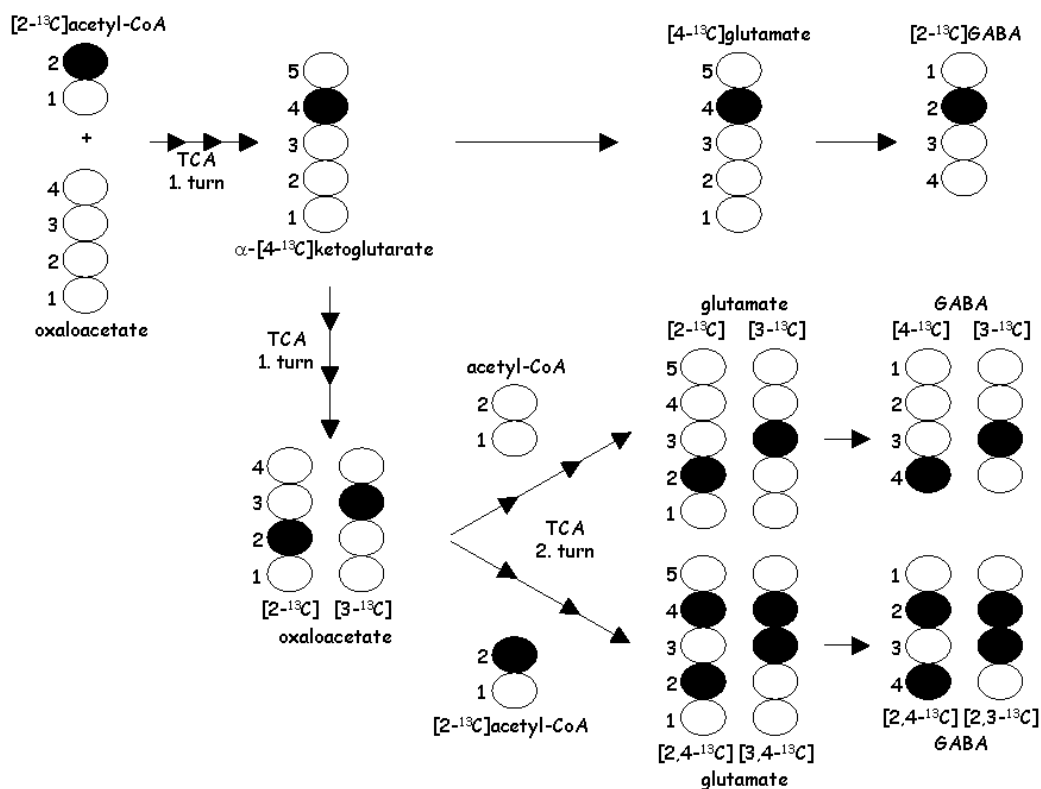 [2-¹³C]acetyl-CoA
2
1
+
4
3
2
1
oxaloacetate
TCA
1. turn
5
4
3
2
1
α-[4-¹³C]ketoglutarate
[4-¹³C]glutamate
5
4
3
2
1
[2-¹³C]GABA
1
2
3
4
TCA
1. turn
4
3
2
1
[2-¹³C] [3-¹³C]
oxaloacetate
acetyl-CoA
2
1
TCA
2. turn
2
1
[2-¹³C]acetyl-CoA
glutamate
[2-¹³C] [3-¹³C]
5
4
3
2
1
GABA
[4-¹³C] [3-¹³C]
1
2
3
4
5
4
3
2
1
[2,4-¹³C] [3,4-¹³C]
glutamate
1
2
3
4
[2,4-¹³C] [2,3-¹³C]
GABA